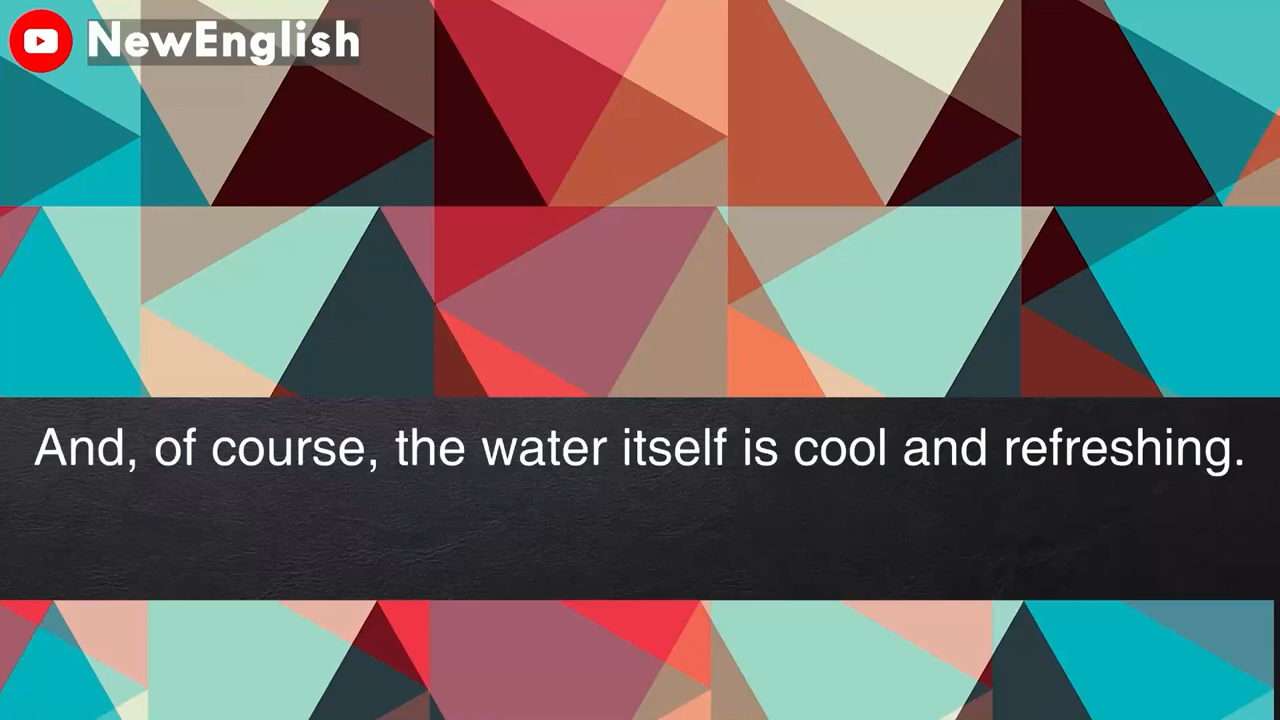 NewEnglish
And, of course, the water itself is cool and refreshing.